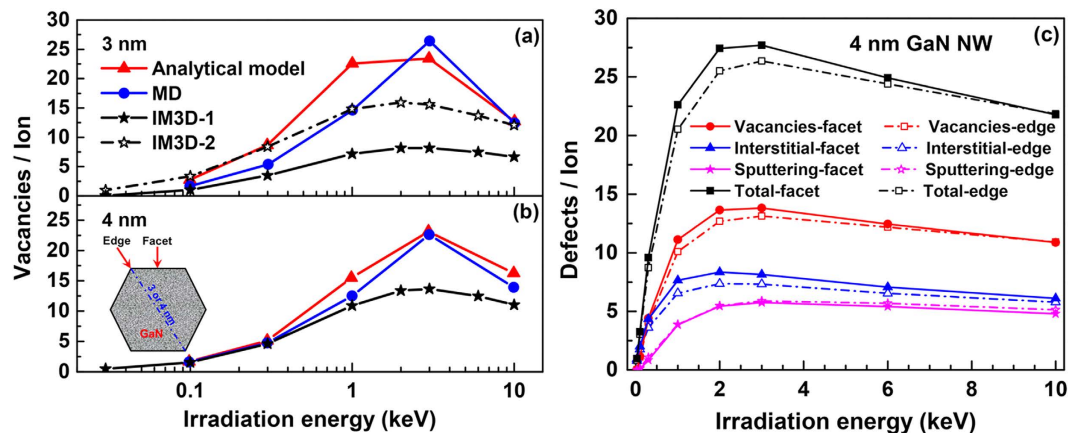 3 nm
(a)
Analytical model
MD
IM3D-1
IM3D-2
30
25
20
15
10
5
0
Vacancies / Ion
4 nm
(b)
Edge
Facet
3 or 4 nm
GaN
25
20
15
10
5
0
0.1
1
10
Irradiation energy (keV)
4 nm GaN NW
(c)
Vacancies-facet
Vacancies-edge
Interstitial-facet
Interstitial-edge
Sputtering-facet
Sputtering-edge
Total-facet
Total-edge
30
25
20
15
10
5
0
Defects / Ion
0
2
4
6
8
10
Irradiation energy (keV)